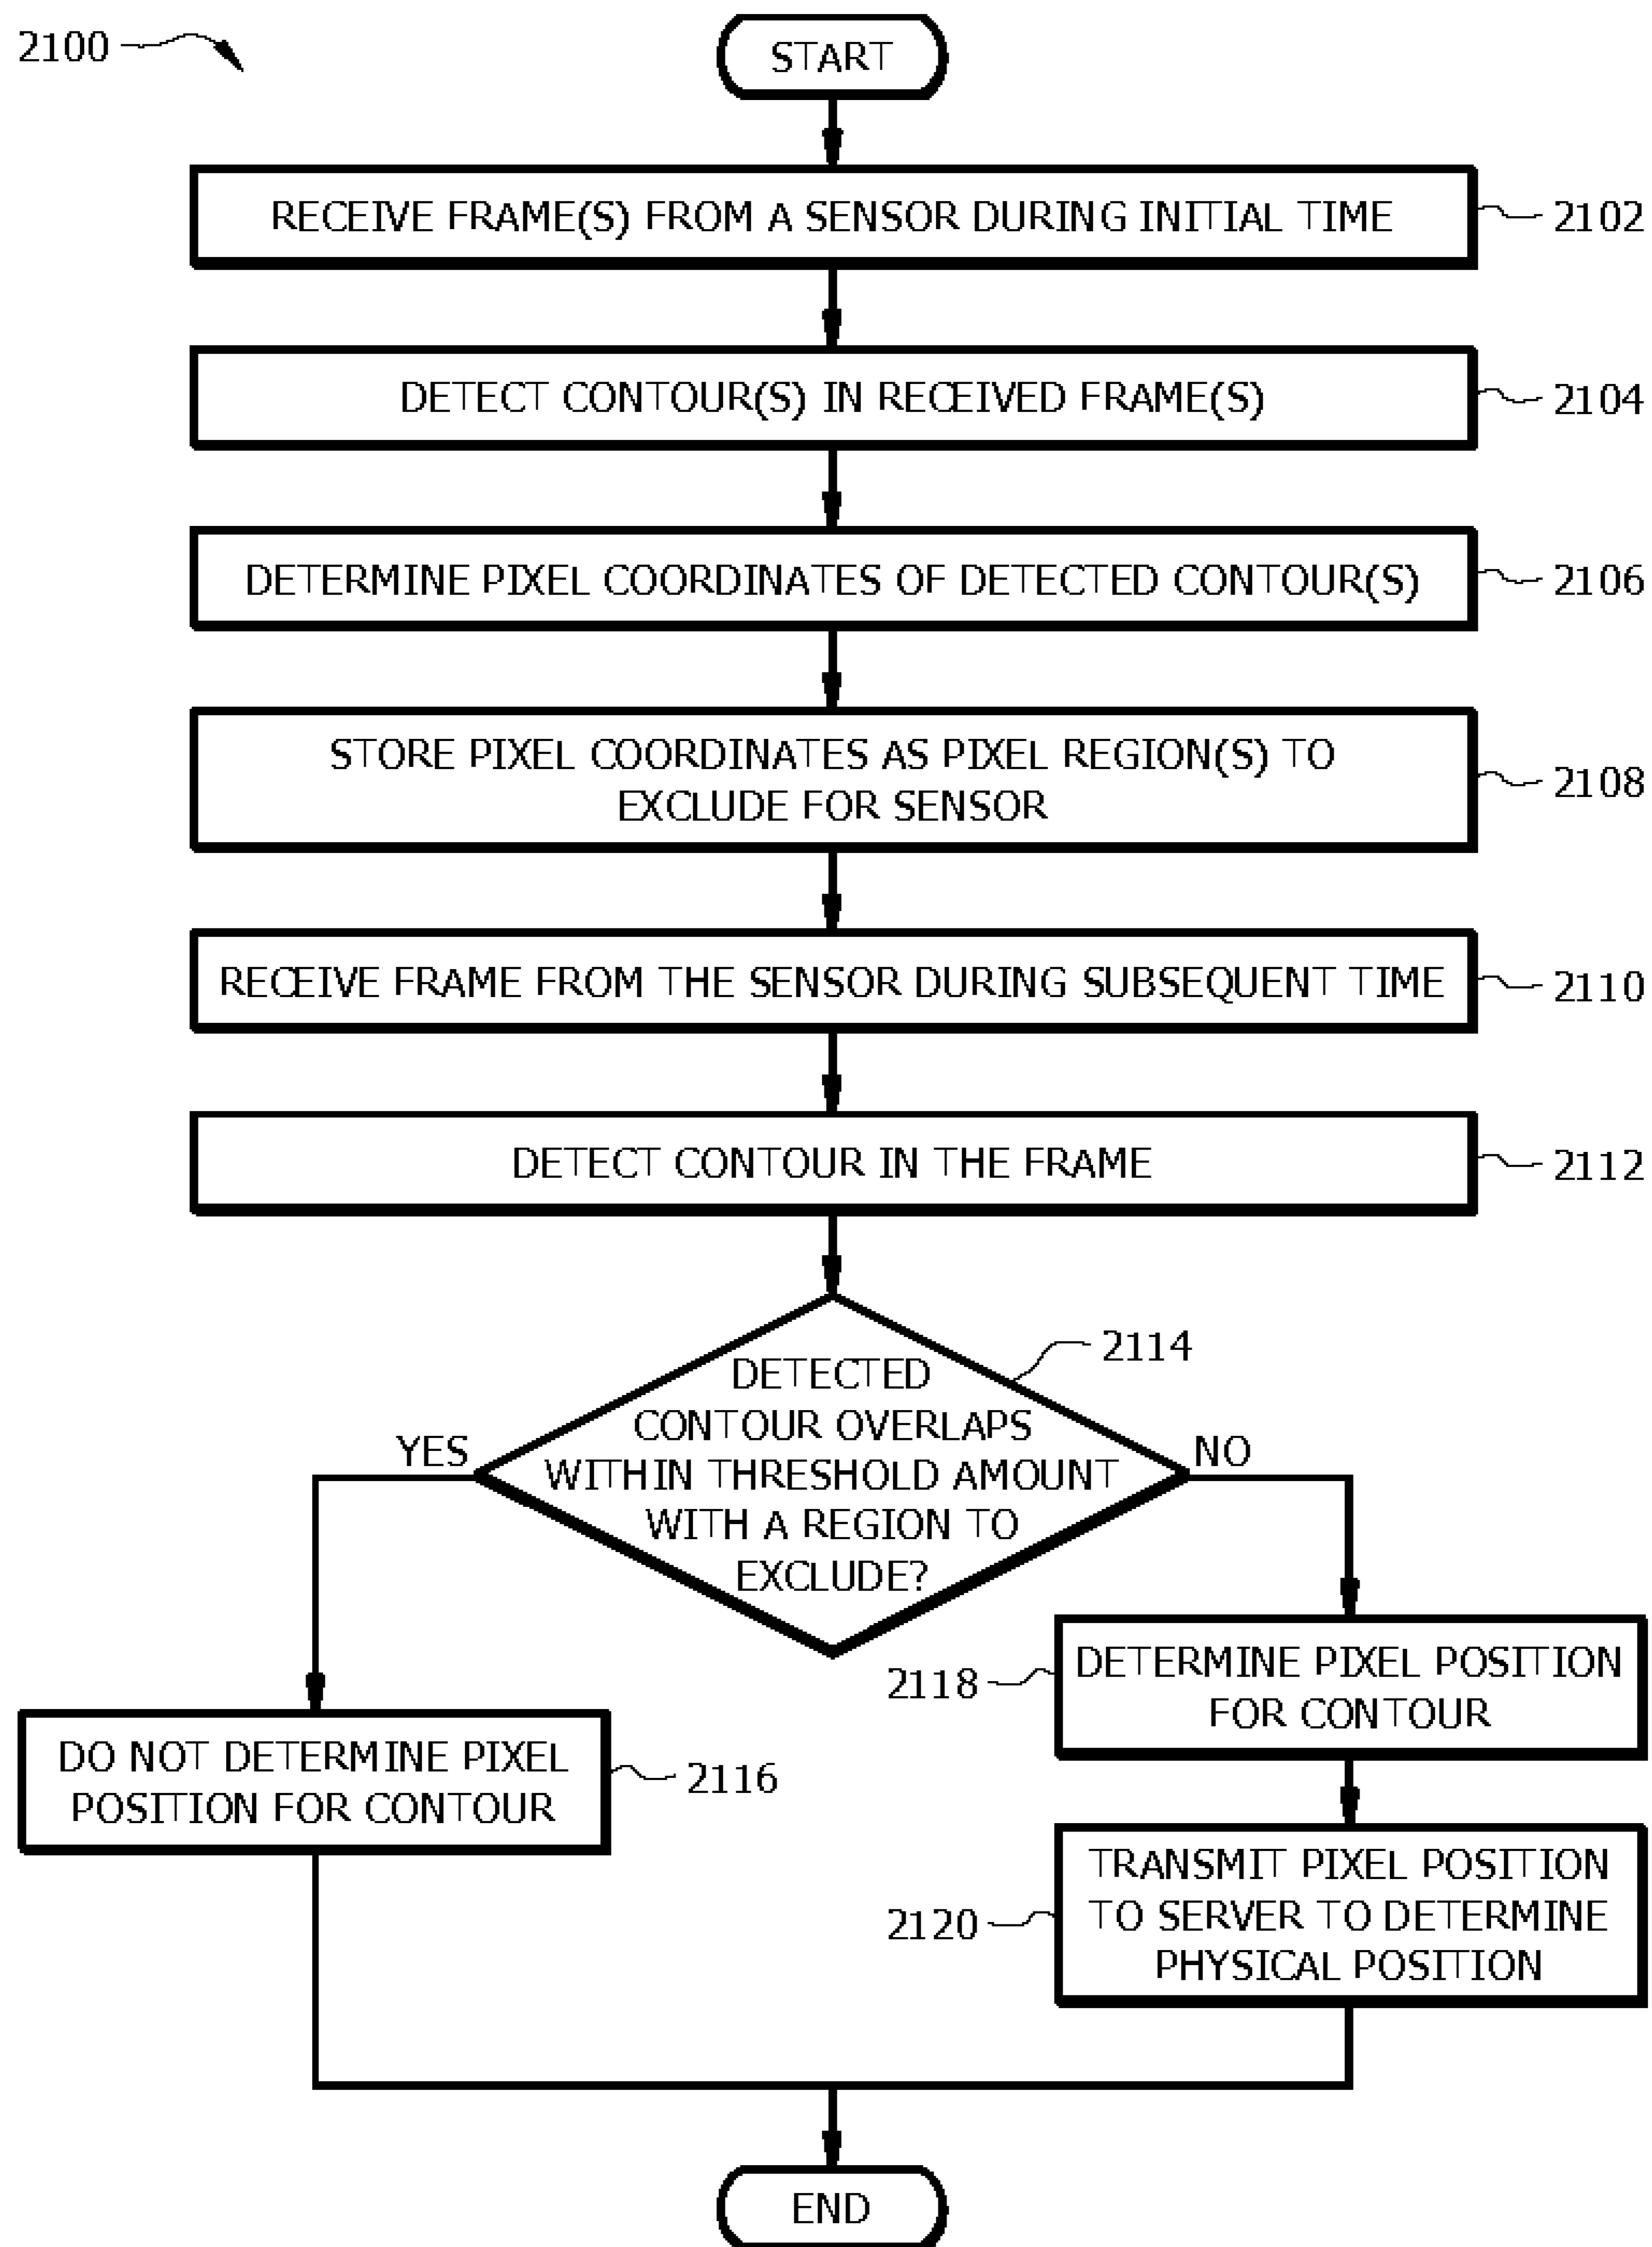 2100
START
RECEIVE FRAME(S) FROM A SENSOR DURING INITIAL TIME
2102
DETECT CONTOUR(S) IN RECEIVED FRAME(S)
2104
DETERMINE PIXEL COORDINATES OF DETECTED CONTOUR(S)
2106
STORE PIXEL COORDINATES AS PIXEL REGION(S) TO
EXCLUDE FOR SENSOR
2108
RECEIVE FRAME FROM THE SENSOR DURING SUBSEQUENT TIME
2110
DETECT CONTOUR IN THE FRAME
2112
DETECTED
CONTOUR OVERLAPS
WITHIN THRESHOLD AMOUNT
WITH A REGION TO
EXCLUDE?
2114
YES
NO
DO NOT DETERMINE PIXEL
POSITION FOR CONTOUR
2116
DETERMINE PIXEL POSITION
FOR CONTOUR
2118
TRANSMIT PIXEL POSITION
TO SERVER TO DETERMINE
PHYSICAL POSITION
2120
END